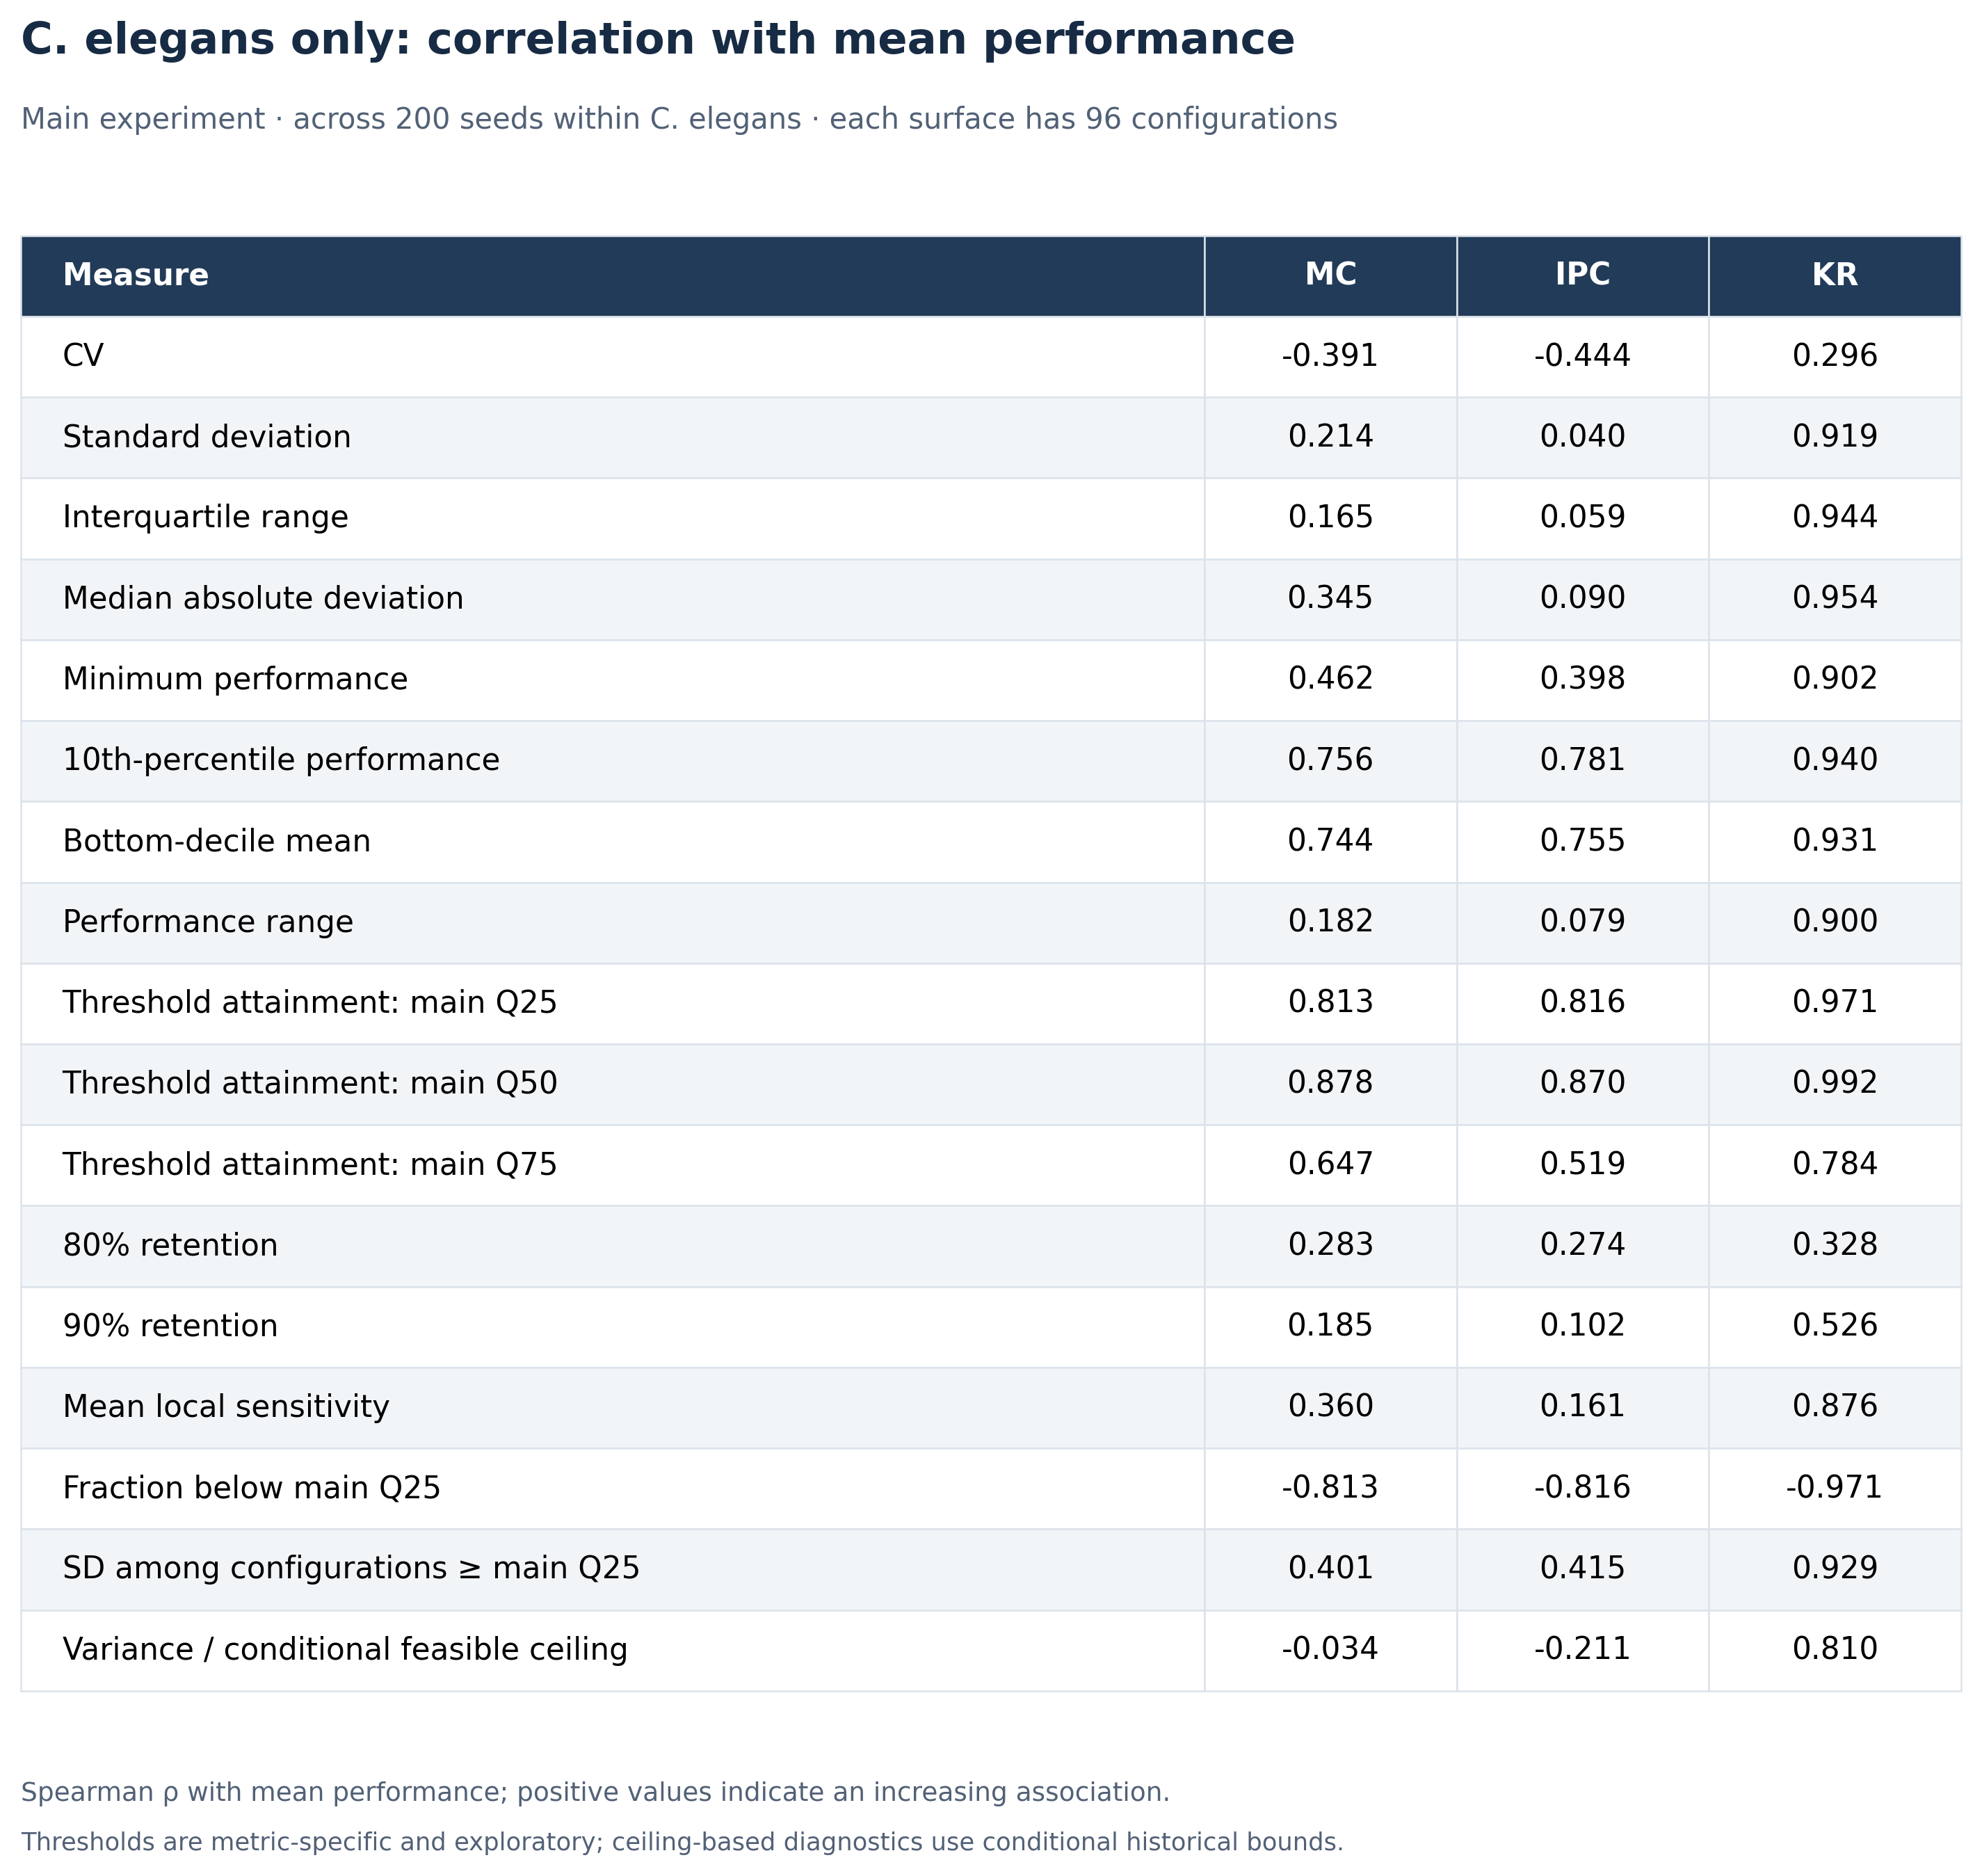 C. elegans only: correlation with mean performance
Main experiment · across 200 seeds within C. elegans · each surface has 96 configurations
Measure MC IPC KR
CV -0.391 -0.444 0.296
Standard deviation 0.214 0.040 0.919
Interquartile range 0.165 0.059 0.944
Median absolute deviation 0.345 0.090 0.954
Minimum performance 0.462 0.398 0.902
10th-percentile performance 0.756 0.781 0.940
Bottom-decile mean 0.744 0.755 0.931
Performance range 0.182 0.079 0.900
Threshold attainment: main Q25 0.813 0.816 0.971
Threshold attainment: main Q50 0.878 0.870 0.992
Threshold attainment: main Q75 0.647 0.519 0.784
80% retention 0.283 0.274 0.328
90% retention 0.185 0.102 0.526
Mean local sensitivity 0.360 0.161 0.876
Fraction below main Q25 -0.813 -0.816 -0.971
SD among configurations ≥ main Q25 0.401 0.415 0.929
Variance / conditional feasible ceiling -0.034 -0.211 0.810
Spearman ρ with mean performance; positive values indicate an increasing association.
Thresholds are metric-specific and exploratory; ceiling-based diagnostics use conditional historical bounds.